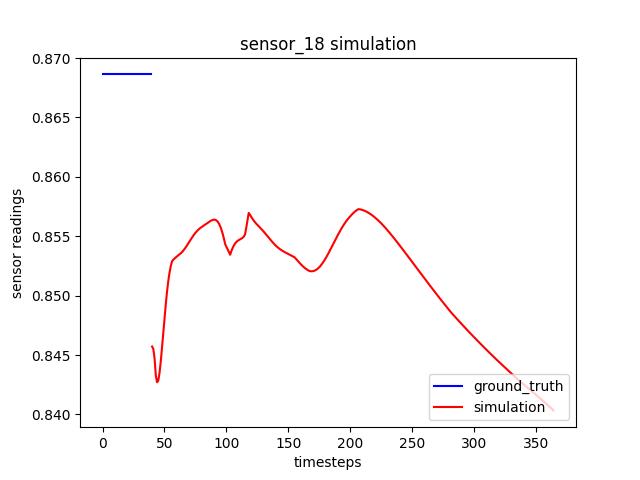 sensor_18 simulation
0.870
0.865
0.860
0.855
0.850
0.845
0.840
sensor readings
0 50 100 150 200 250 300 350
timesteps
ground_truth
simulation